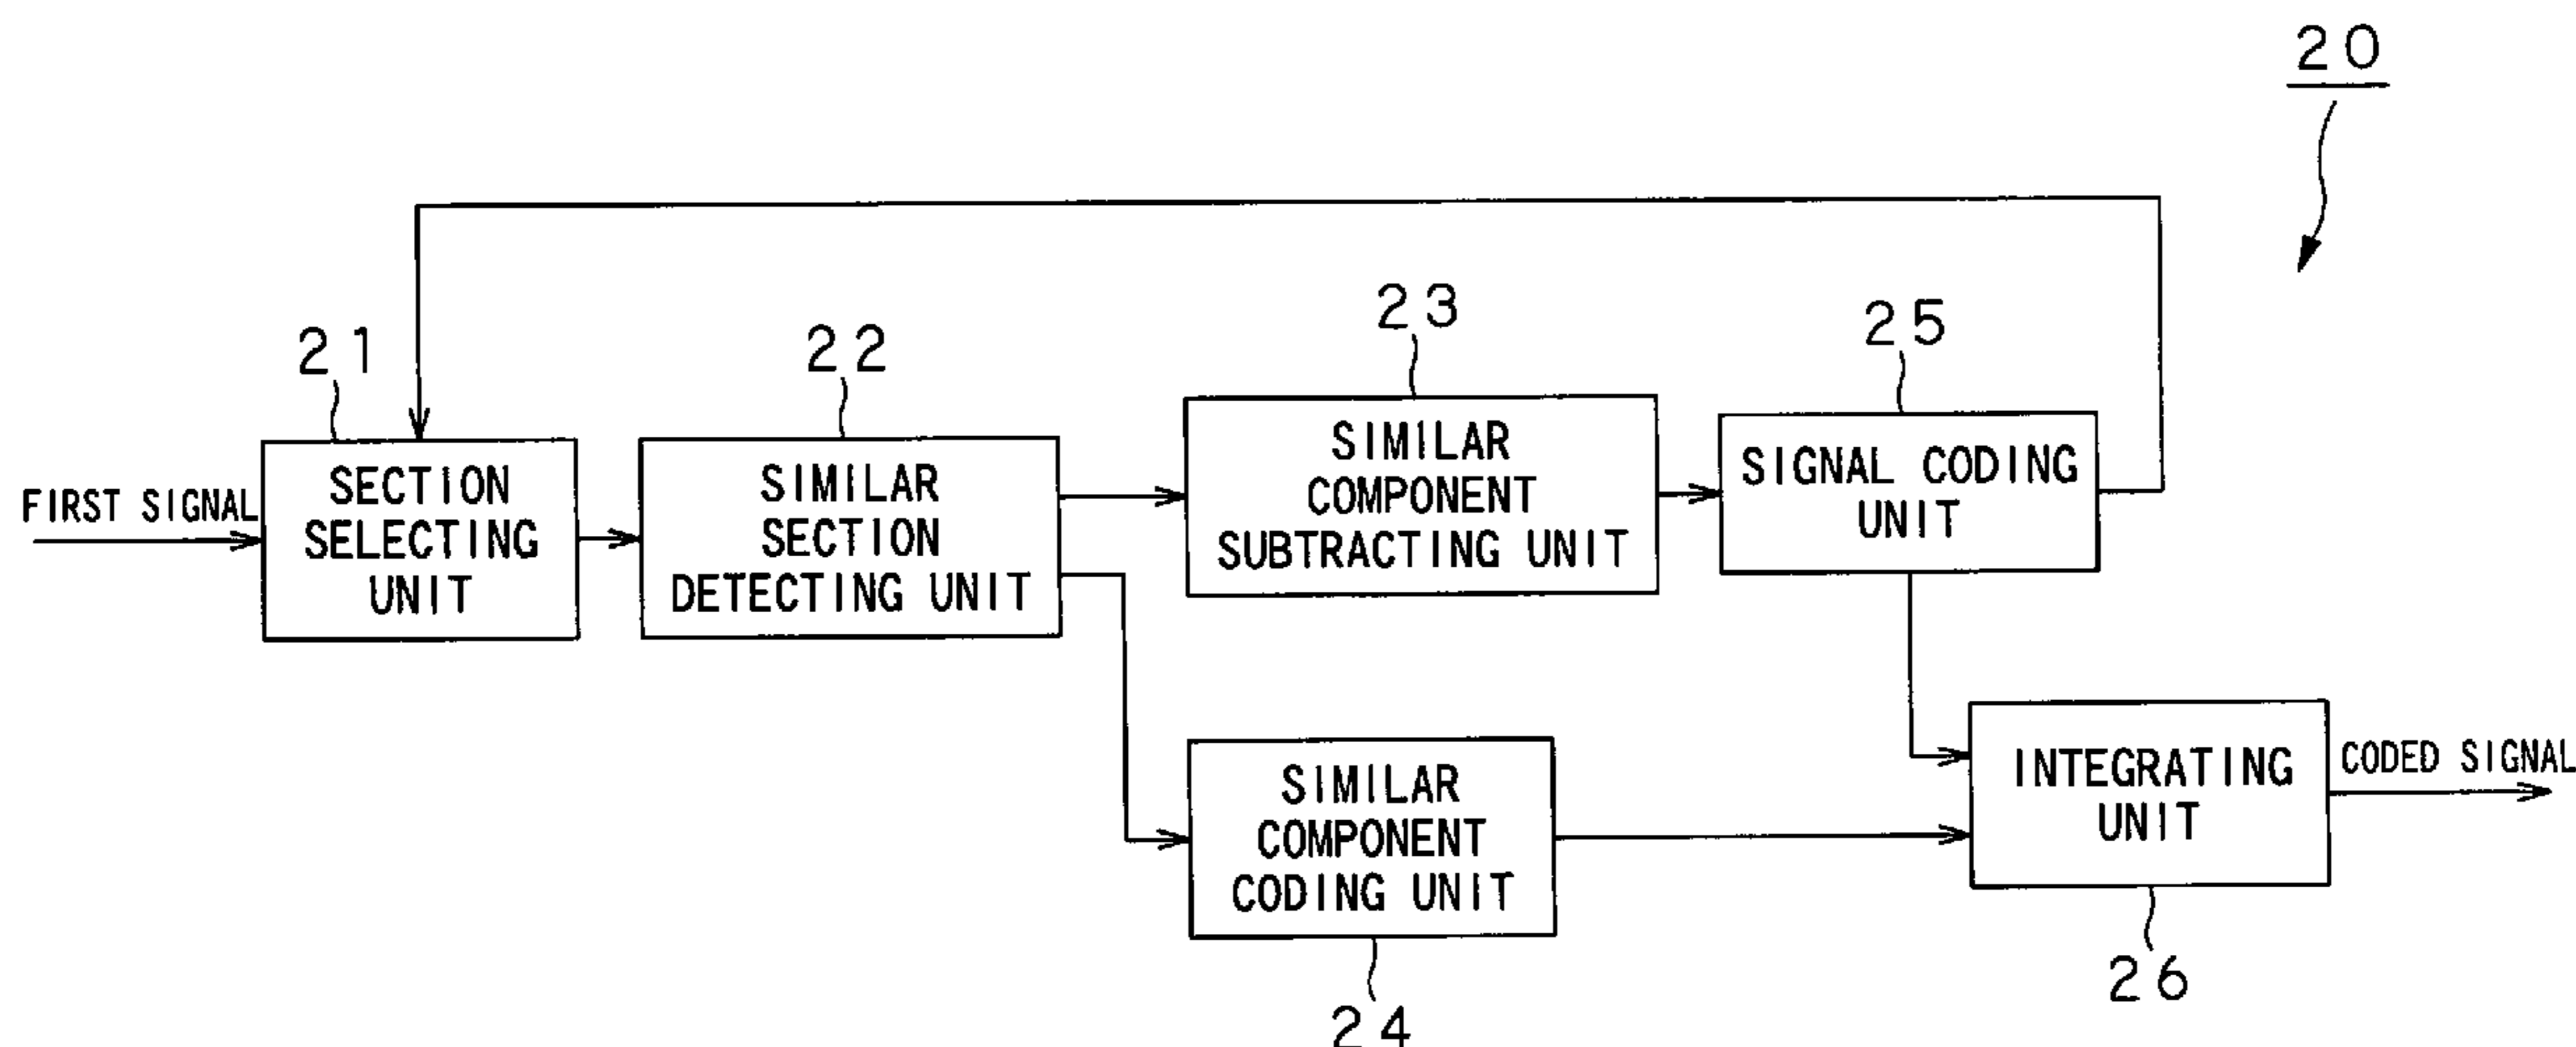 20
23
25
21
22
SIMILAR
COMPONENT
SUBTRACTING UNIT
SIGNAL CODING
UNIT
FIRST SIGNAL
SECTION
SELECTING
UNIT
SIMILAR
SECTION
DETECTING UNIT
SIMILAR
COMPONENT
CODING UNIT
INTEGRATING
UNIT
CODED SIGNAL
26
24